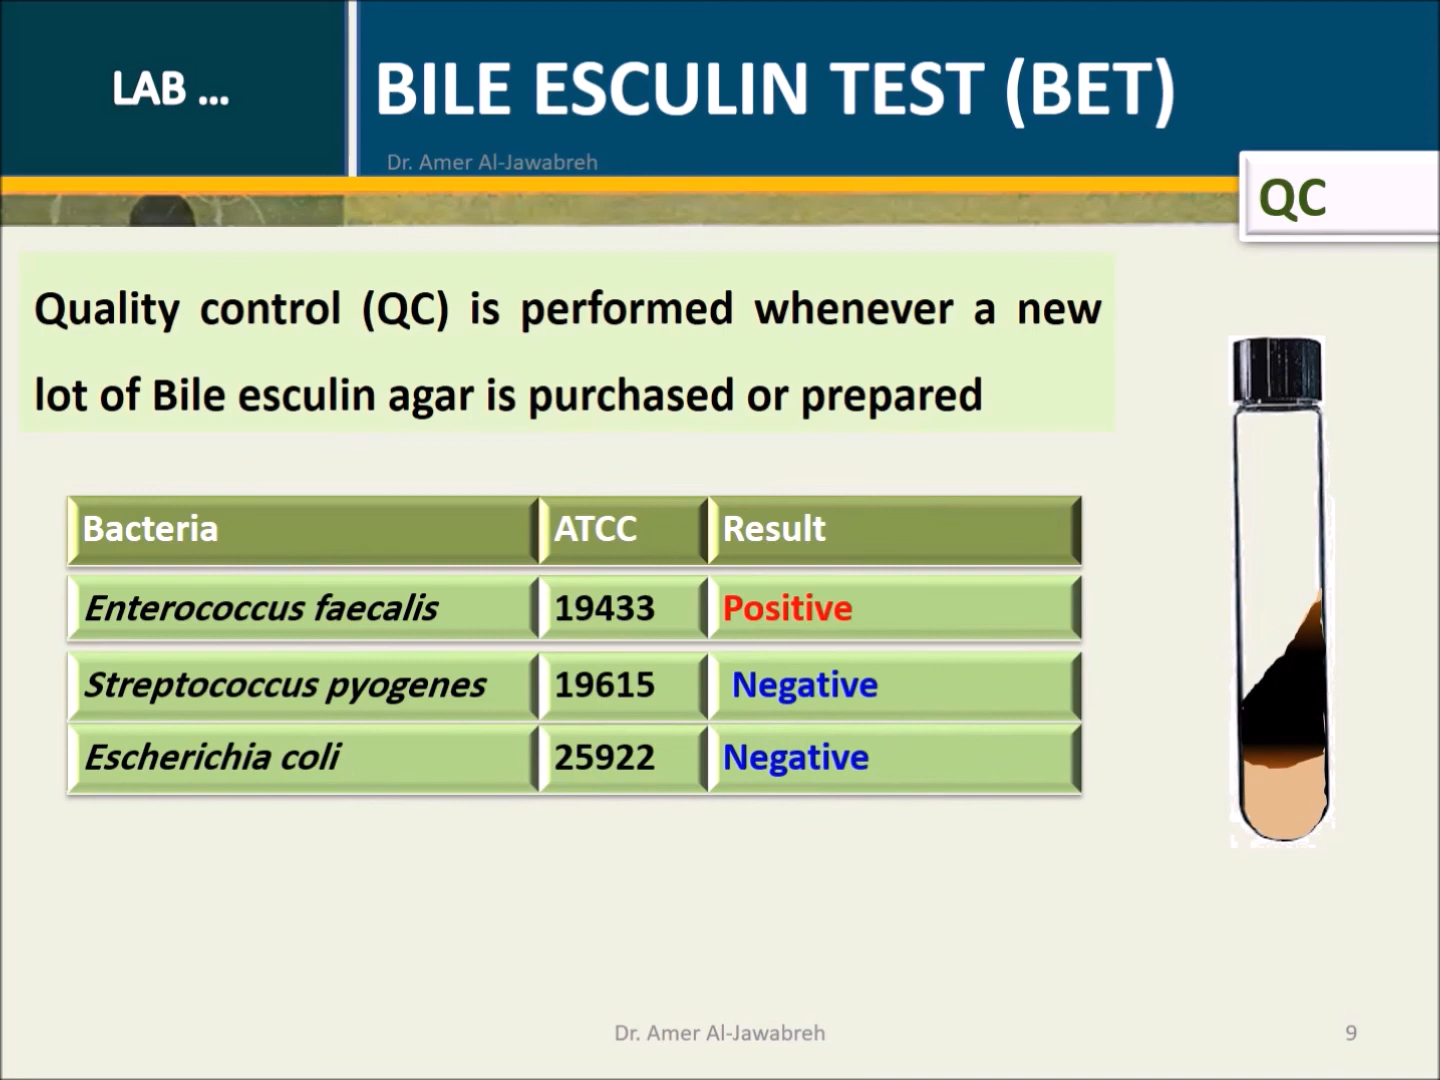 LAB ...
BILE ESCULIN TEST (BET)
Dr. Amer Al-Jawabreh
QC
Quality control (QC) is performed whenever a new
lot of Bile esculin agar is purchased or prepared
Bacteria ATCC Result
Enterococcus faecalis 19433 Positive
Streptococcus pyogenes 19615 Negative
Escherichia coli 25922 Negative
Dr. Amer Al-Jawabreh 9